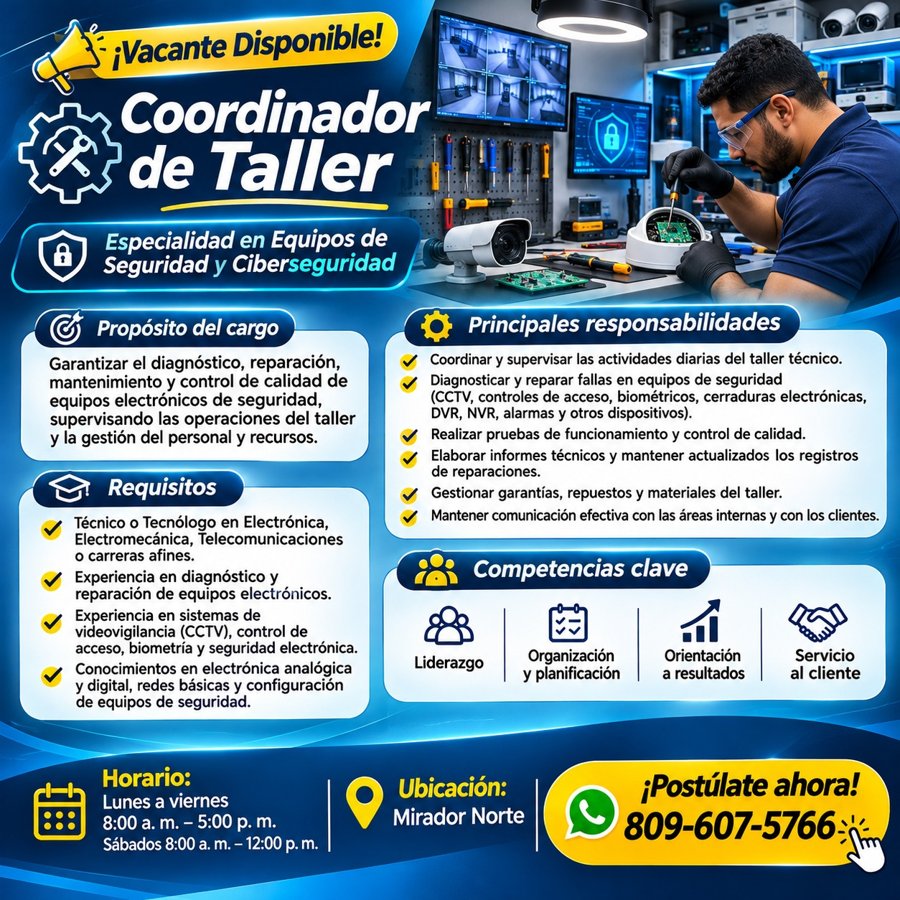 ¡Vacante Disponible!
Coordinador
de Taller
Especialidad en Equipos de
Seguridad y Ciberseguridad
Propósito del cargo
Garantizar el diagnóstico, reparación,
mantenimiento y control de calidad de
equipos electrónicos de seguridad,
supervisando las operaciones del taller
y la gestión del personal y recursos.
Requisitos
Técnico o Tecnólogo en Electrónica,
Electromecánica, Telecomunicaciones
o carreras afines.
Experiencia en diagnóstico y
reparación de equipos electrónicos.
Experiencia en sistemas de
videovigilancia (CCTV), control de
acceso, biometría y seguridad electrónica.
Conocimientos en electrónica analógica
y digital, redes básicas y configuración
de equipos de seguridad.
Principales responsabilidades
Coordinar y supervisar las actividades diarias del taller técnico.
Diagnosticar y reparar fallas en equipos de seguridad
(CCTV, controles de acceso, biométricos, cerraduras electrónicas,
DVR, NVR, alarmas y otros dispositivos).
Realizar pruebas de funcionamiento y control de calidad.
Elaborar informes técnicos y mantener actualizados los registros
de reparaciones.
Gestionar garantías, repuestos y materiales del taller.
Mantener comunicación efectiva con las áreas internas y con los clientes.
Competencias clave
Liderazgo
Organización
y planificación
Orientación
a resultados
Servicio
al cliente
Horario:
Lunes a viernes
8:00 a. m. – 5:00 p. m.
Sábados 8:00 a. m. – 12:00 p. m.
Ubicación:
Mirador Norte
¡Postúlate ahora!
809-607-5766